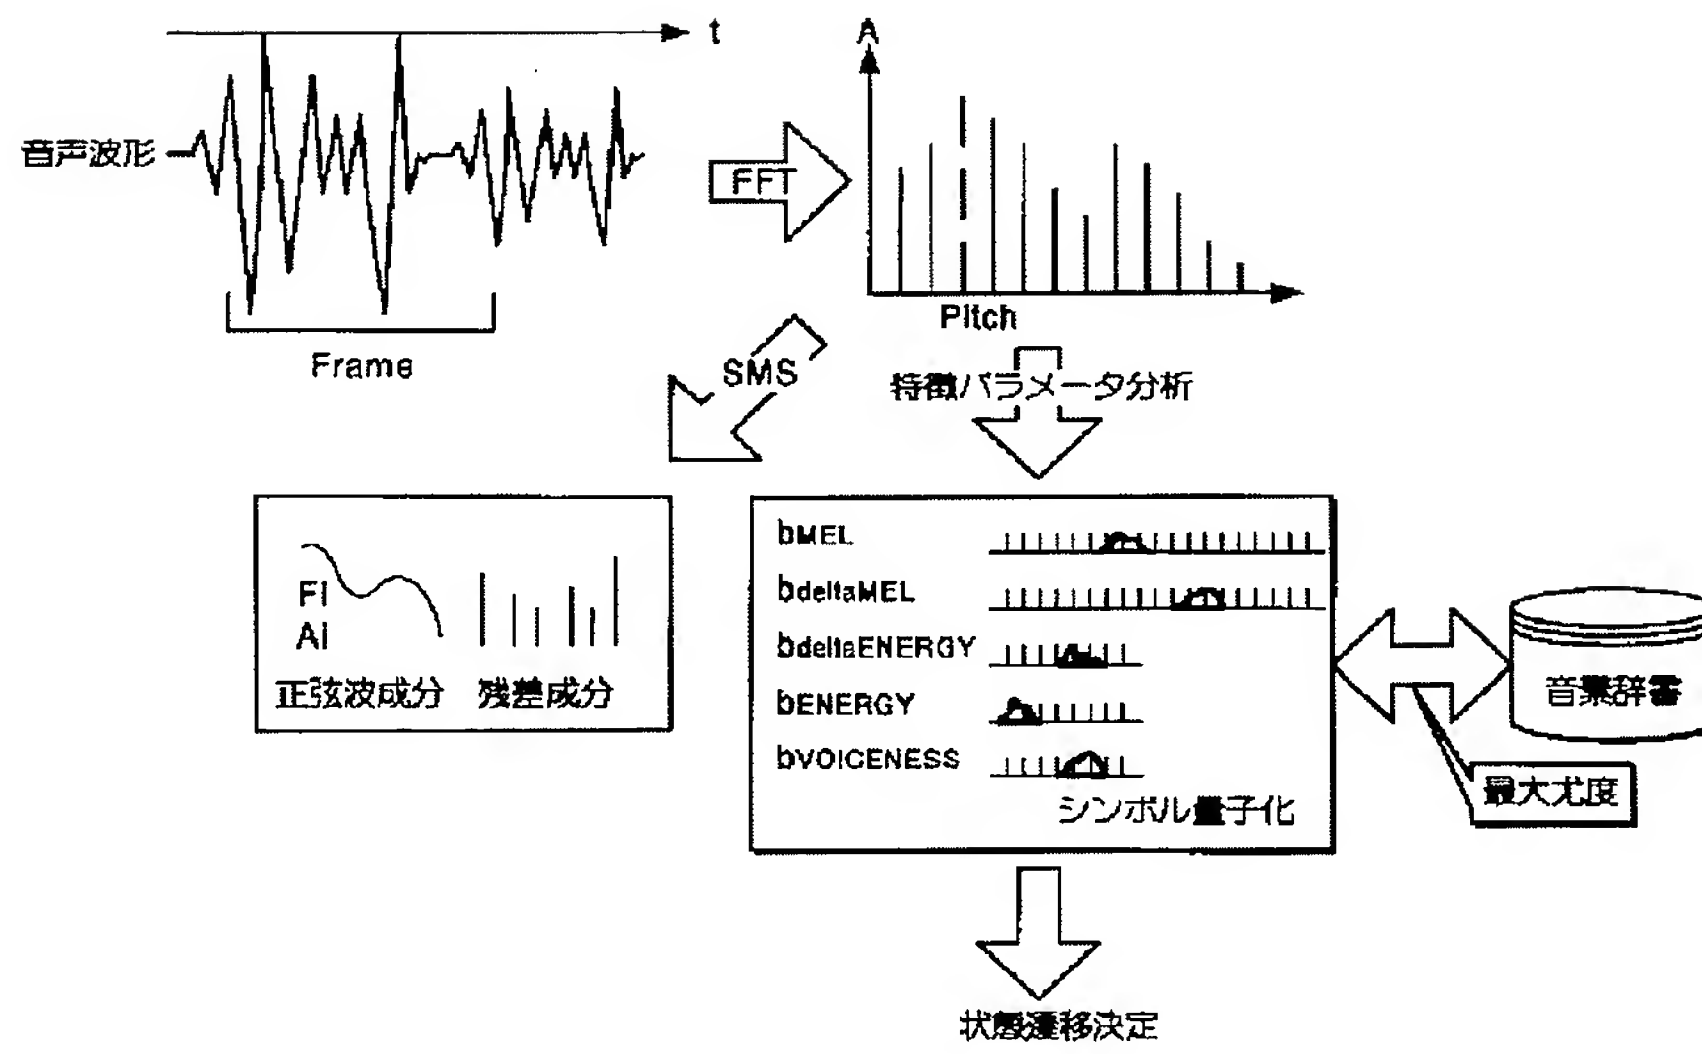 t
A
音声波形
FFT
Pitch
Frame
SMS
特徴パラメータ分析
bMEL
bdeltaMEL
FI
AI
bdeltaENERGY
正弦波成分 残差成分
bENERGY
音素辞書
bVOICENESS
最大尤度
シンボル量子化
状態遷移決定